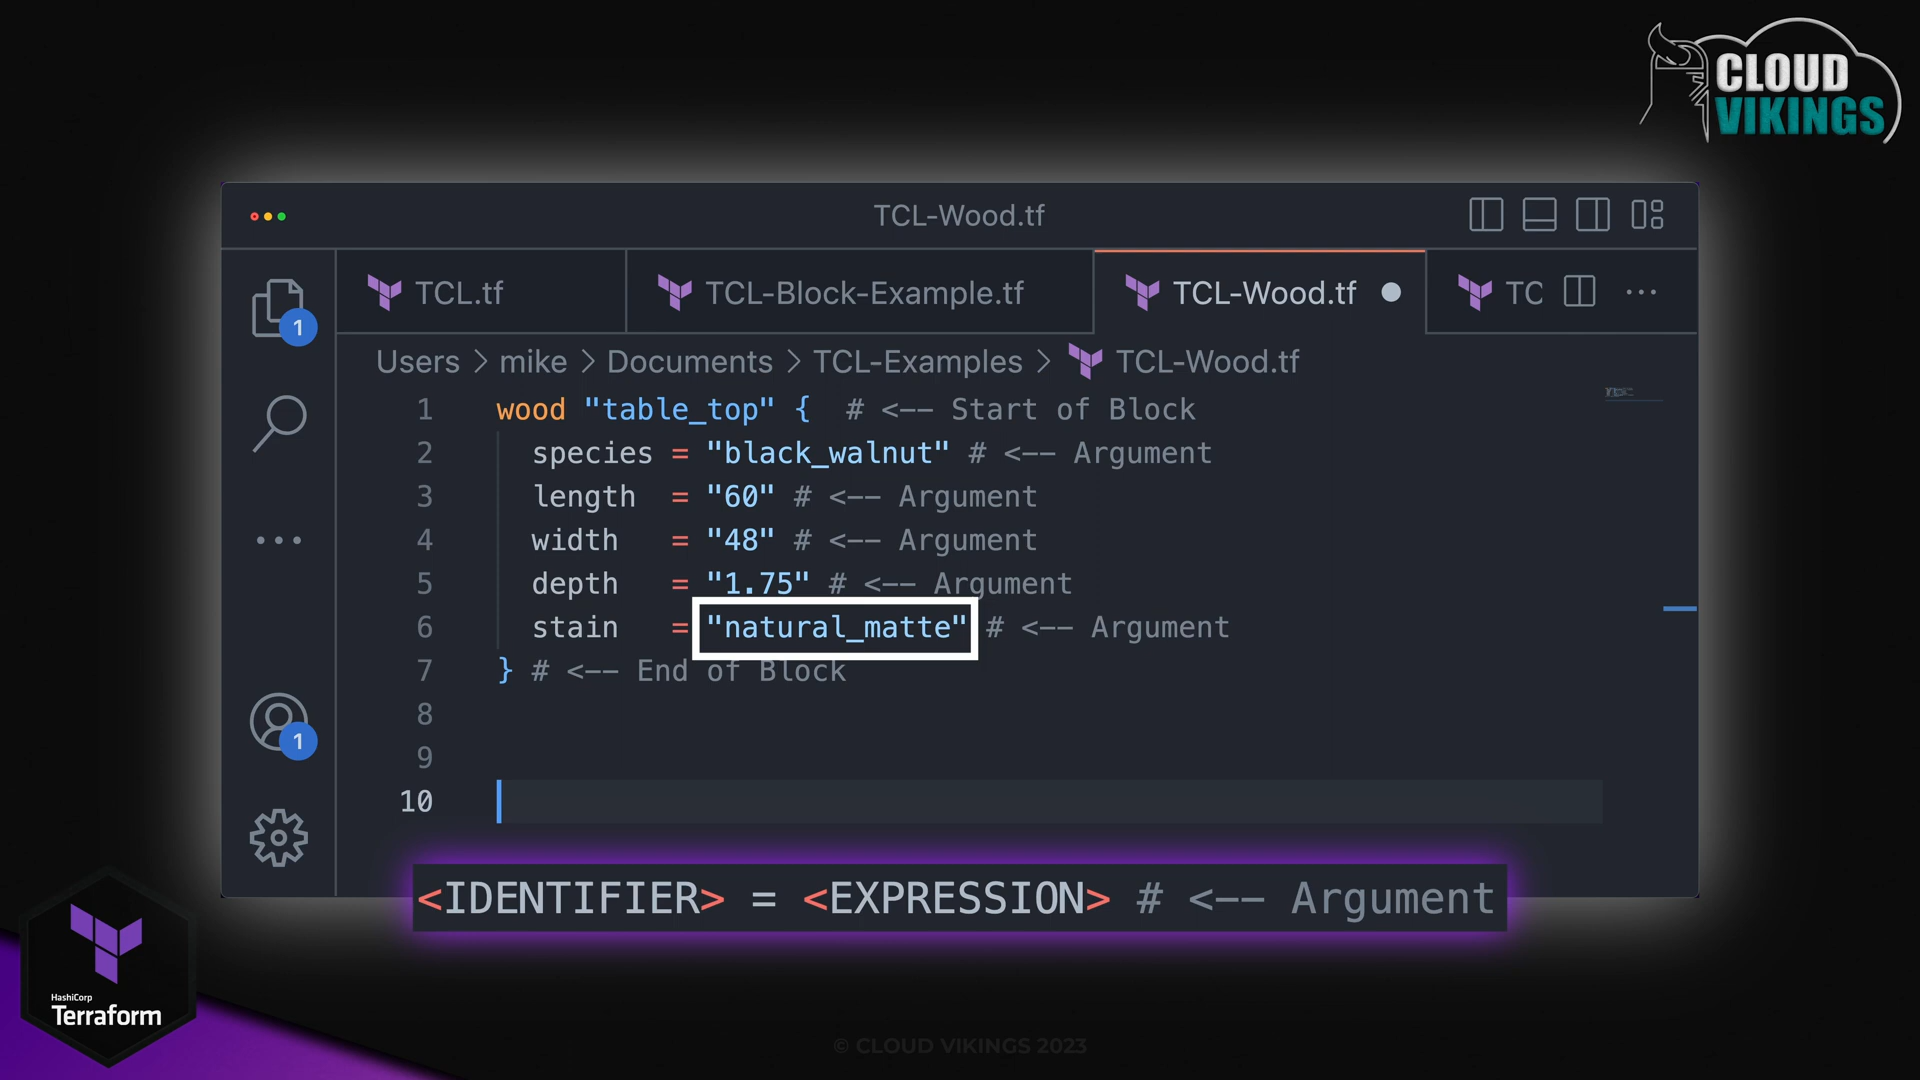 CLOUD
VIKINGS
TCL-Wood.tf
TCL.tf
TCL-Block-Example.tf
TCL-Wood.tf
TC
1
Users > mike > Documents > TCL-Examples > TCL-Wood.tf
1 wood "table_top" { # <-- Start of Block
2 species = "black_walnut" # <-- Argument
3 length = "60" # <-- Argument
4 width = "48" # <-- Argument
5 depth = "1.75" # <-- Argument
6 stain = "natural_matte" # <-- Argument
7 } # <-- End of Block
8
9
10
1
<IDENTIFIER> = <EXPRESSION> # <-- Argument
HashiCorp
Terraform
© CLOUD VIKINGS 2023